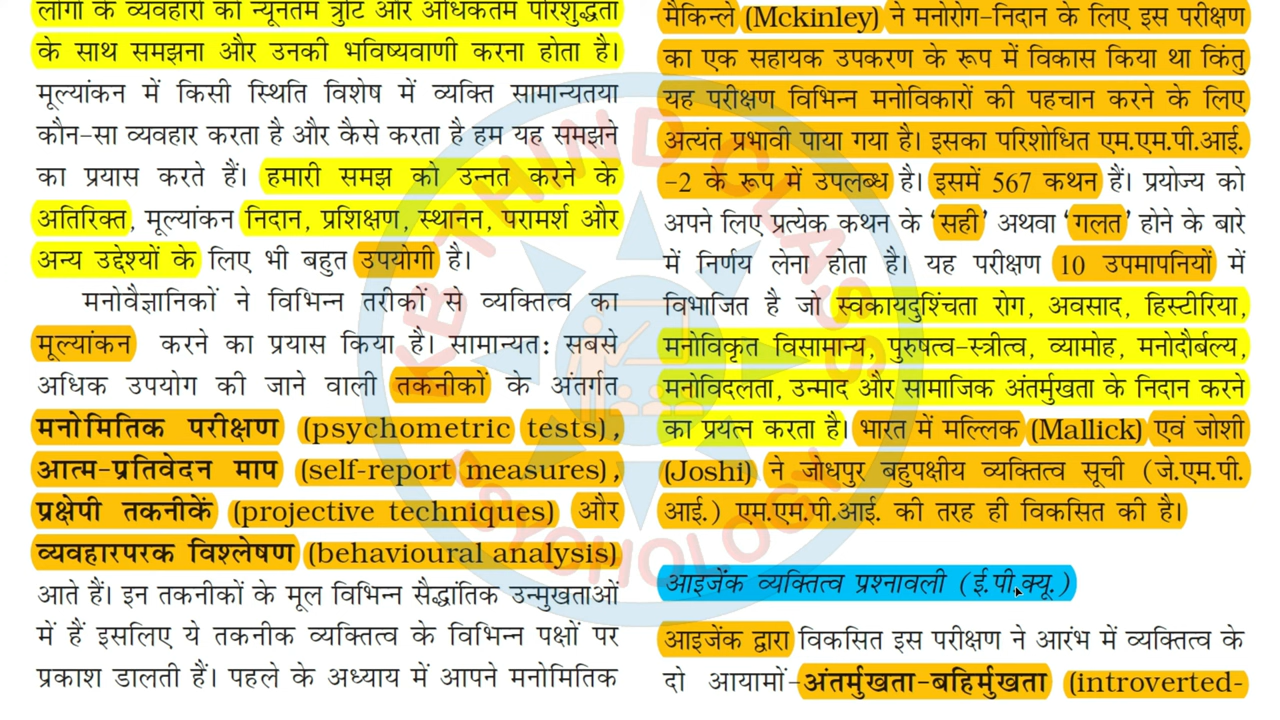 लोगों के व्यवहारों को न्यूनतम त्रुटि और अधिकतम परिशुद्धता
के साथ समझना और उनकी भविष्यवाणी करना होता है।
मूल्यांकन में किसी स्थिति विशेष में व्यक्ति सामान्यतया
कौन-सा व्यवहार करता है और कैसे करता है हम यह समझने
का प्रयास करते हैं। हमारी समझ को उन्नत करने के
अतिरिक्त, मूल्यांकन निदान, प्रशिक्षण, स्थानन, परामर्श और
अन्य उद्देश्यों के लिए भी बहुत उपयोगी है।
मनोवैज्ञानिकों ने विभिन्न तरीकों से व्यक्तित्व का
मूल्यांकन करने का प्रयास किया है। सामान्यत: सबसे
अधिक उपयोग की जाने वाली तकनीकों के अंतर्गत
मनोमितिक परीक्षण (psychometric tests),
आत्म-प्रतिवेदन माप (self-report measures),
प्रक्षेपी तकनीकें (projective techniques) और
व्यवहारपरक विश्लेषण (behavioural analysis)
आते हैं। इन तकनीकों के मूल विभिन्न सैद्धांतिक उन्मुखताओं
में हैं इसलिए ये तकनीक व्यक्तित्व के विभिन्न पक्षों पर
प्रकाश डालती हैं। पहले के अध्याय में आपने मनोमितिक
मैकिन्ले (Mckinley) ने मनोरोग-निदान के लिए इस परीक्षण
का एक सहायक उपकरण के रूप में विकास किया था किंतु
यह परीक्षण विभिन्न मनोविकारों की पहचान करने के लिए
अत्यंत प्रभावी पाया गया है। इसका परिशोधित एम.एम.पी.आई.
-2 के रूप में उपलब्ध है। इसमें 567 कथन हैं। प्रयोज्य को
अपने लिए प्रत्येक कथन के ‘सही’ अथवा ‘गलत’ होने के बारे
में निर्णय लेना होता है। यह परीक्षण 10 उपमापनियों में
विभाजित है जो स्वकायदुश्चिंता रोग, अवसाद, हिस्टीरिया,
मनोविकृत विसामान्य, पुरुषत्व-स्त्रीत्व, व्यामोह, मनोदौर्बल्य,
मनोविदलता, उन्माद और सामाजिक अंतर्मुखता के निदान करने
का प्रयत्न करता है। भारत में मल्लिक (Mallick) एवं जोशी
(Joshi) ने जोधपुर बहुपक्षीय व्यक्तित्व सूची (जे.एम.पी.
आई.) एम.एम.पी.आई. की तरह ही विकसित की है।
आइजेंक व्यक्तित्व प्रश्नावली (ई.पी.क्यू.)
आइजेंक द्वारा विकसित इस परीक्षण ने आरंभ में व्यक्तित्व के
दो आयामों-अंतर्मुखता-बहिर्मुखता (introverted-
KB THIND CLASSES
PSYCHOLOGY